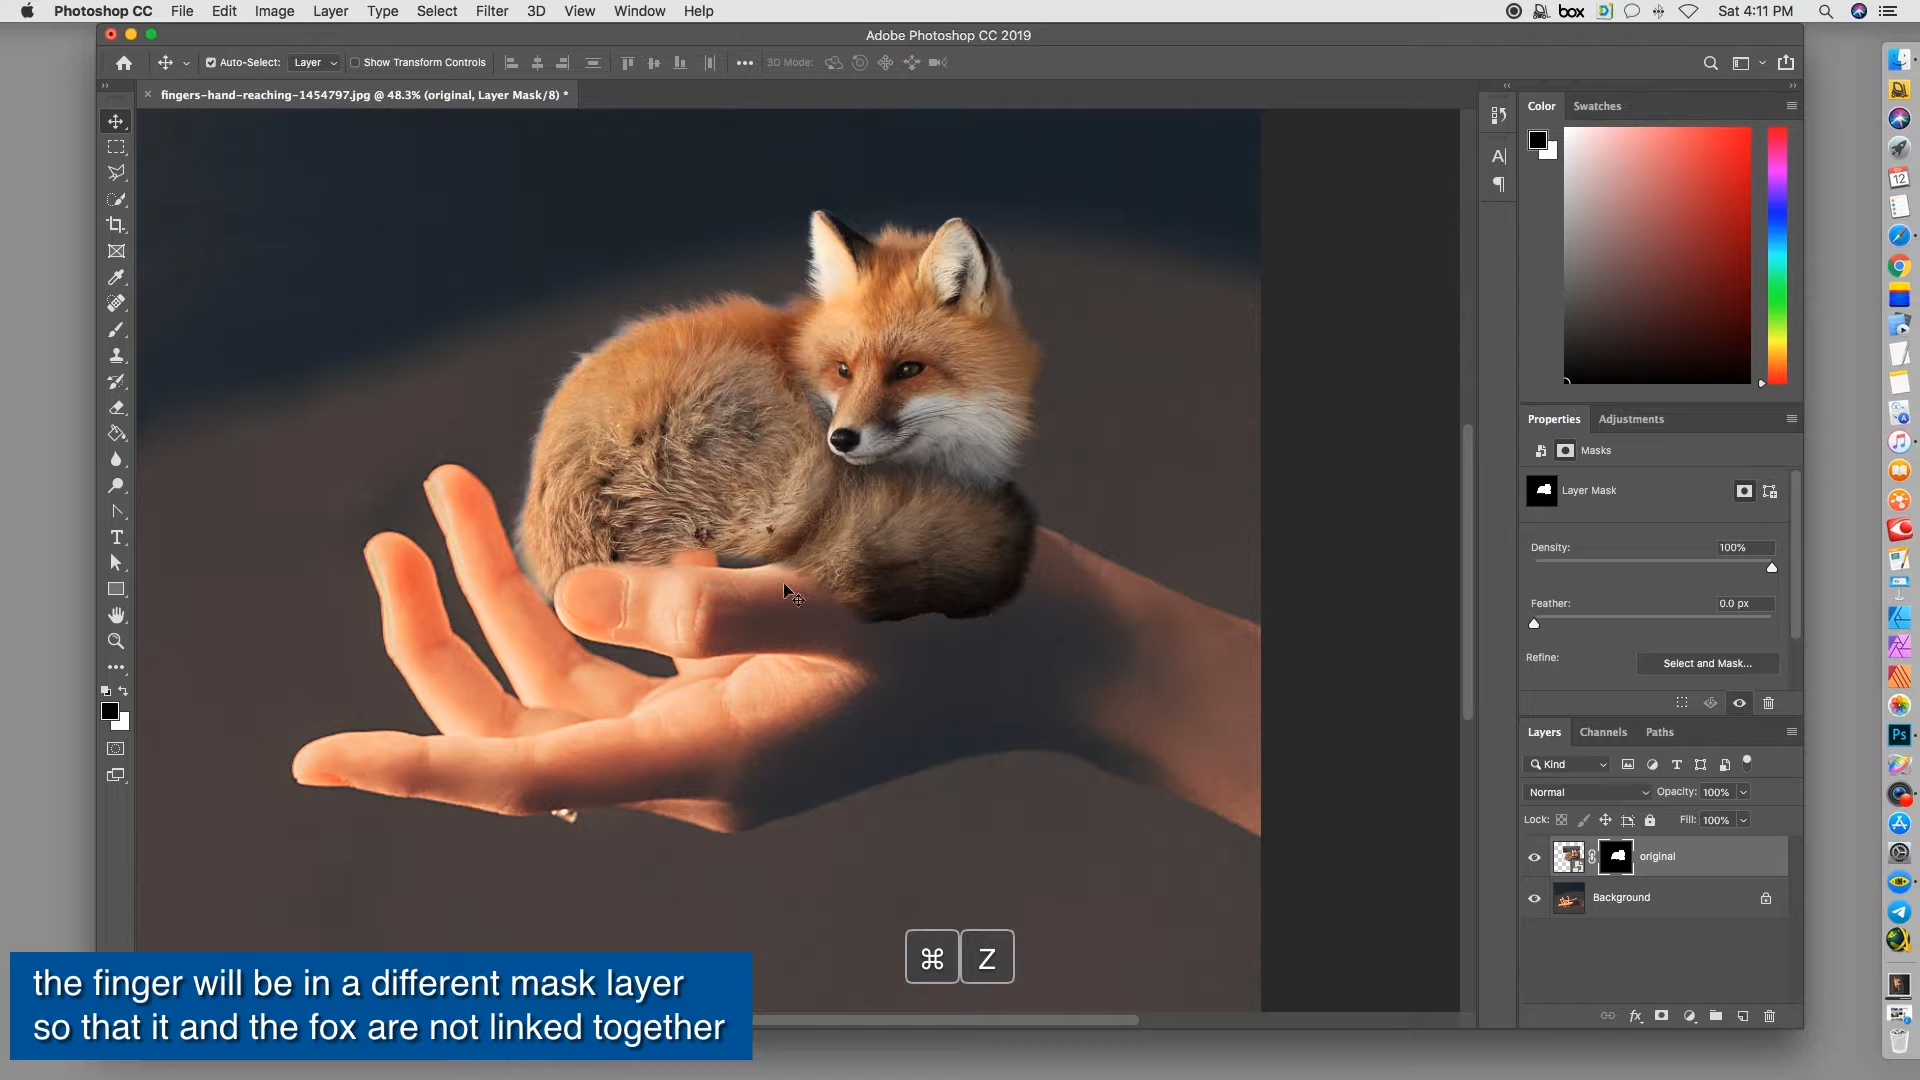 Photoshop CC File Edit Image Layer Type Select Filter 3D View Window Help box Sat 4:11 PM
Adobe Photoshop CC 2019
Auto-Select: Layer Show Transform Controls 3D Mode:
fingers-hand-reaching-1454797.jpg @ 48.3% (original, Layer Mask/8) *
Color Swatches
Properties Adjustments
Masks
Layer Mask
Density: 100%
Feather: 0.0 px
Refine: Select and Mask...
Layers Channels Paths
Kind
Normal Opacity: 100%
Lock: Fill: 100%
original
Background
⌘ Z
the finger will be in a different mask layer
so that it and the fox are not linked together
12
Ps